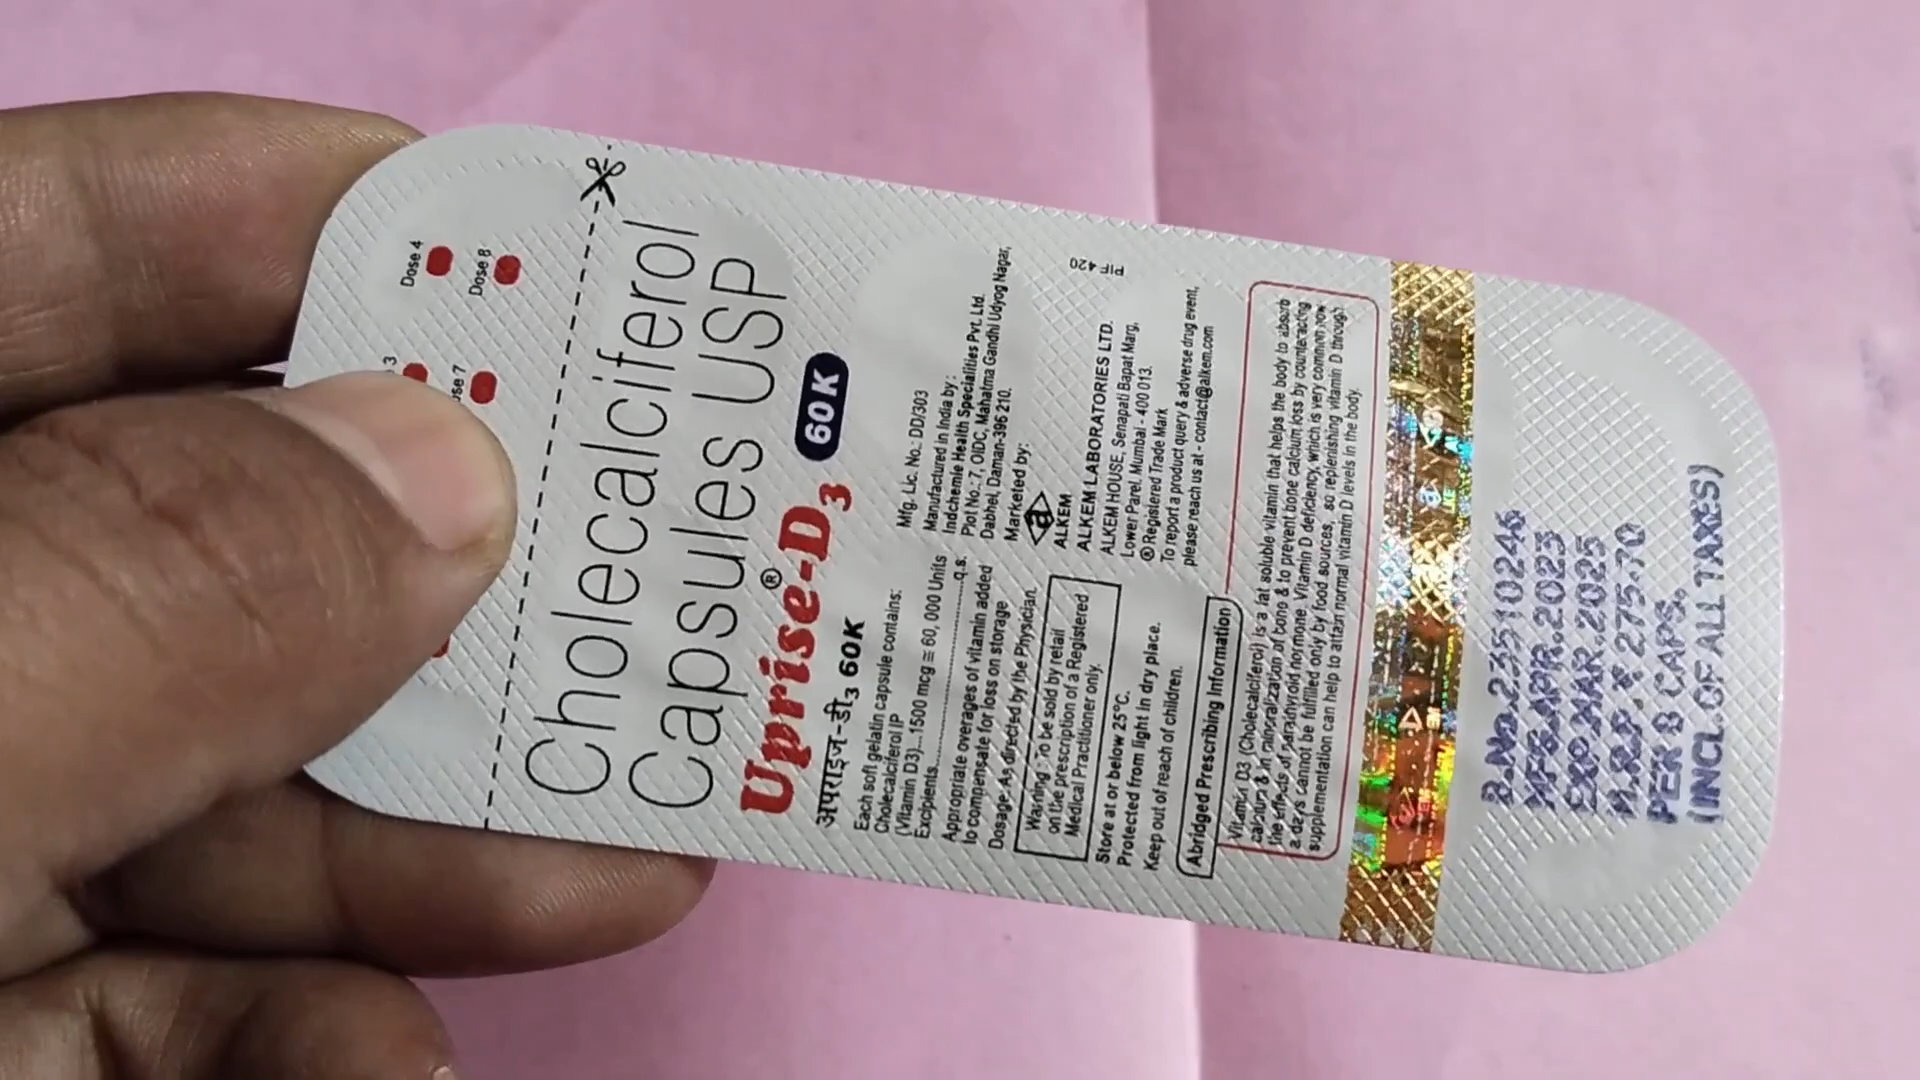 Dose 4
Dose 8
3
se 7
Cholecalciferol
Capsules USP
Uprise-D3® 60K
अपराइज़-डी3 60K
Each soft gelatin capsule contains:
Cholecalciferol IP
(Vitamin D3)...1500 mcg ≅ 60, 000 Units
Excipients..............................q.s.
Appropriate overages of vitamin added
to compensate for loss on storage
Dosage: As directed by the Physician.
Warning : To be sold by retail
on the prescription of a Registered
Medical Practitioner only.
Store at or below 25°C.
Protected from light in dry place.
Keep out of reach of children.
Mfg. Lic. No.: DD/303
Manufactured in India by :
Indchemie Health Specialities Pvt. Ltd.
Plot No.: 7, OIDC, Mahatma Gandhi Udyog Nagar,
Dabhel, Daman-396 210.
Marketed by:
a
ALKEM
ALKEM LABORATORIES LTD.
ALKEM HOUSE, Senapati Bapat Marg,
Lower Parel, Mumbai - 400 013.
® Registered Trade Mark
To report a product query & adverse drug event,
please reach us at - contact@alkem.com
PIF 420
Abridged Prescribing Information
Vitamin D3 (Cholecalciferol) is a fat soluble vitamin that helps the body to absorb
calcium & in mineralization of bone & to prevent bone calcium loss by counteracting
the effects of parathyroid hormone. Vitamin D deficiency, which is very common now
a days cannot be fulfilled only by food sources, so replenishing vitamin D through
supplementation can help to attain normal vitamin D levels in the body.
B.No.23510246
MFG.APR.2023
EXP.MAR.2025
M.R.P.₹ 275.70
PER 8 CAPS.
(INCL.OF ALL TAXES)